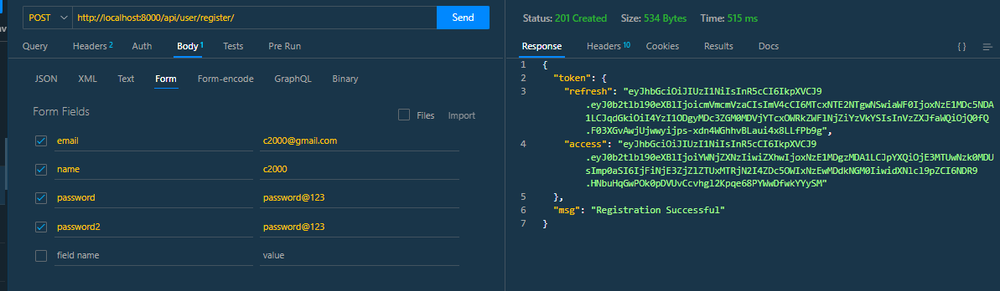 POST http://localhost:8000/api/user/register/ Send
Query Headers 2 Auth Body 1 Tests Pre Run
JSON XML Text Form Form-encode GraphQL Binary
Form Fields Files Import
email c2000@gmail.com
name c2000
password password@123
password2 password@123
field name value
Status: 201 Created Size: 534 Bytes Time: 515 ms
Response Headers 10 Cookies Results Docs { }
1 {
2 "token": {
3 "refresh": "eyJhbGciOiJIUzI1NiIsInR5cCI6IkpXVCJ9
.eyJ0b2tlbl90eXBlIjoicmVmcmVzaCIsImV4cCI6MTcxNTE2NTgwNSwiaWF0IjoxNzE1MDc5NDA
1LCJqdGkiOiI4YzI1ODgyMDc3ZGM0MDVjYTcxOWRkZWFlNjZiYzVkYSIsInVzZXJfaWQiOjQ0fQ
.F03XGvAwjUjwwyijps-xdn4WGhhvBLaui4x8LLfPb9g",
4 "access": "eyJhbGciOiJIUzI1NiIsInR5cCI6IkpXVCJ9
.eyJ0b2tlbl90eXBlIjoiYWNjZXNzIiwiZXhwIjoxNzE1MDgzMDA1LCJpYXQiOjE3MTUwNzk0MDU
sImp0aSI6IjFiNjE3ZjZlZTUxMTRjN2I4ZDc5OWIxNzEwMDdkNGM0IiwidXNlcl9pZCI6NDR9
.HNbuHqGwPOk0pDVUvCcvhgl2Kpqe68PYWwDfwkYYySM"
5 },
6 "msg": "Registration Successful"
7 }